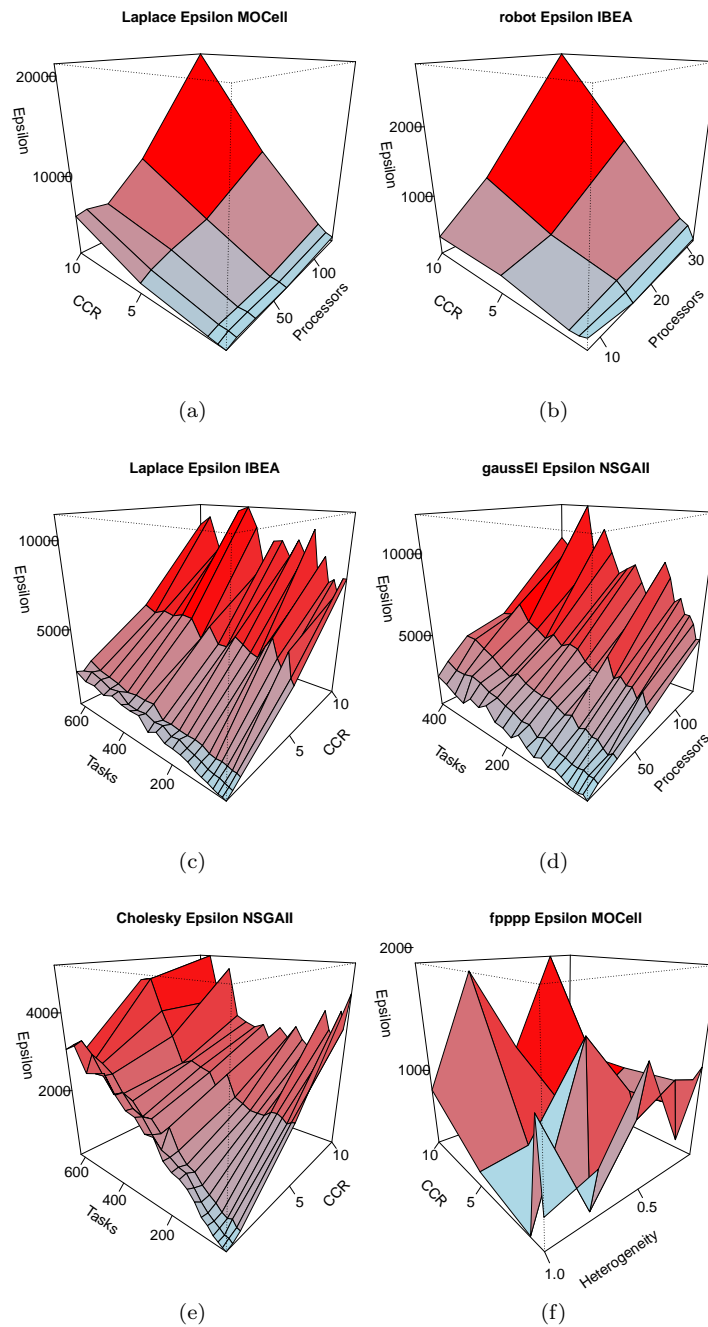 Laplace Epsilon MOCell
20000
10000
Epsilon
10
5
CCR
50
100
Processors
(a)
robot Epsilon IBEA
2000
1000
Epsilon
10
5
CCR
10
20
30
Processors
(b)
Laplace Epsilon IBEA
10000
5000
Epsilon
600
400
200
Tasks
5
10
CCR
(c)
gaussEl Epsilon NSGAII
10000
5000
Epsilon
400
200
Tasks
50
100
Processors
(d)
Cholesky Epsilon NSGAII
4000
2000
Epsilon
600
400
200
Tasks
5
10
CCR
(e)
fpppp Epsilon MOCell
2000
1000
Epsilon
10
5
CCR
1.0
0.5
Heterogeneity
(f)